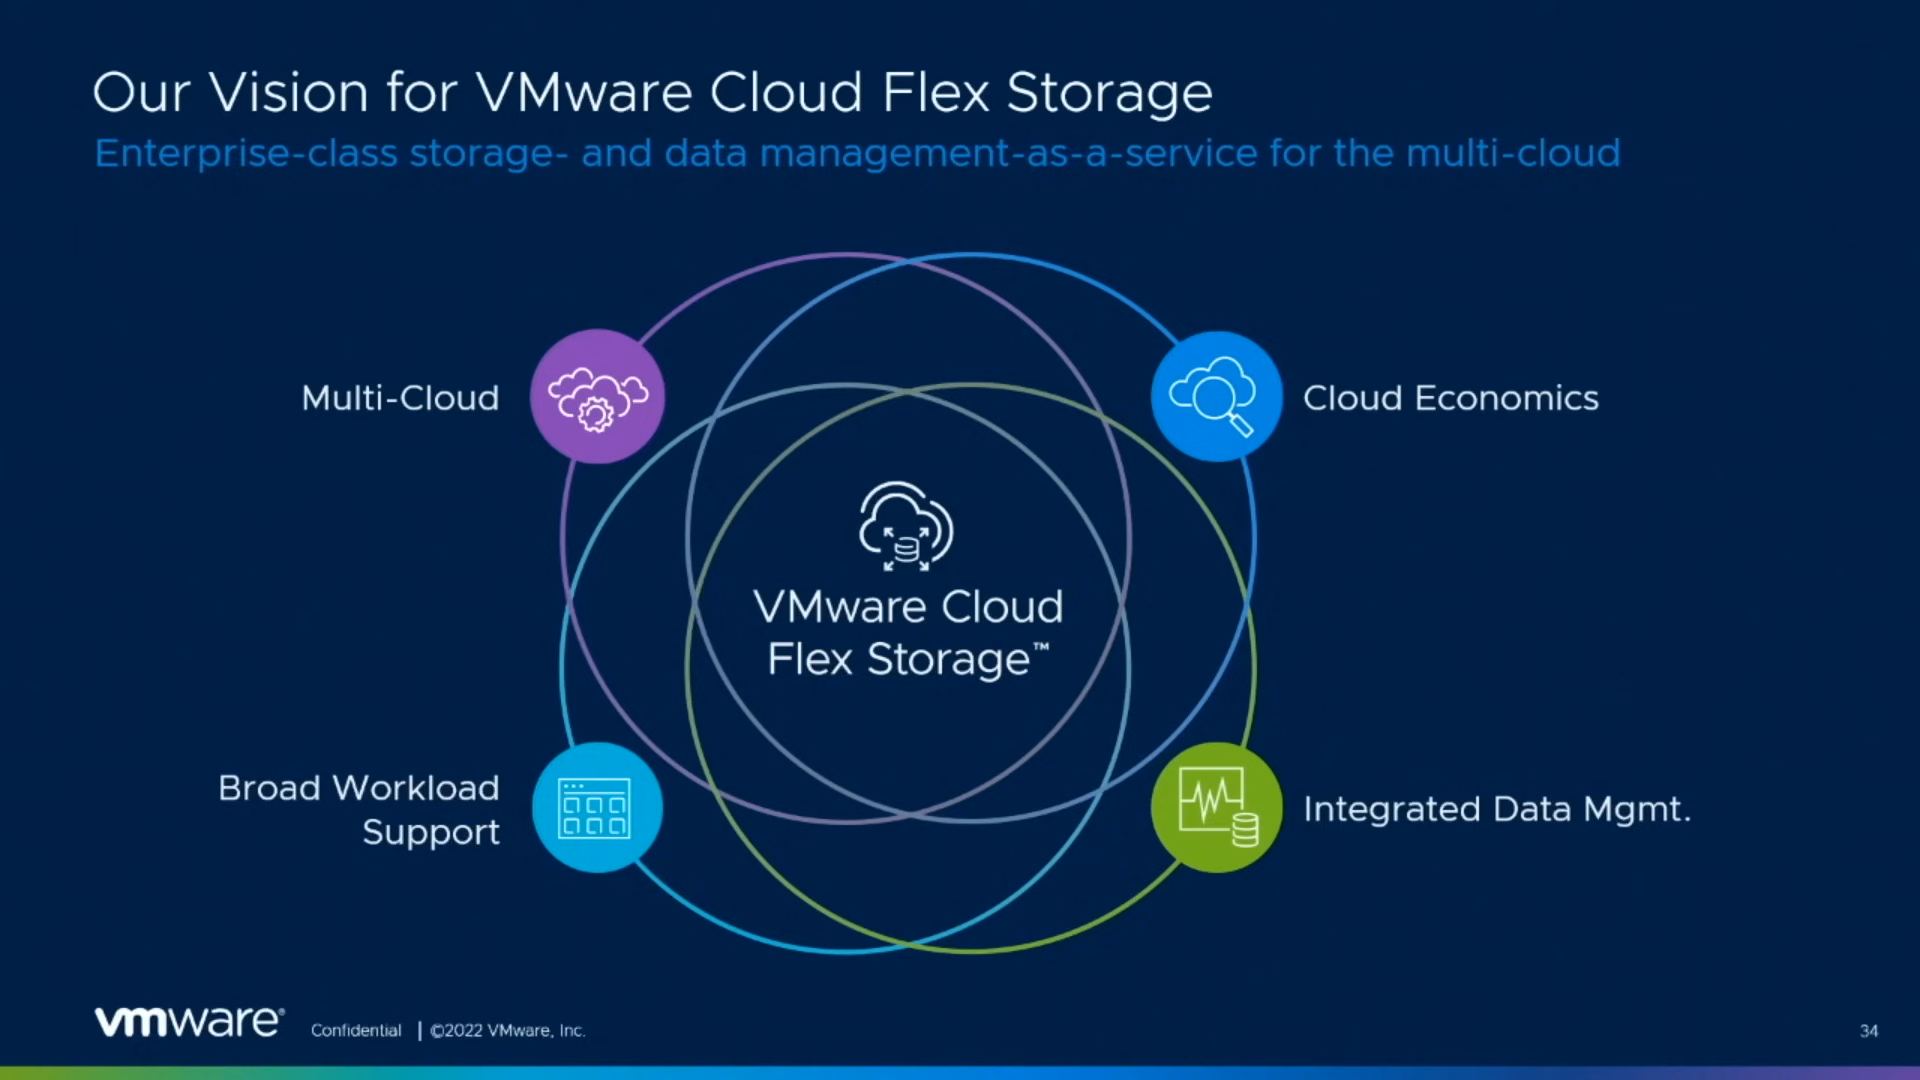 Our Vision for VMware Cloud Flex Storage
Enterprise-class storage- and data management-as-a-service for the multi-cloud
Multi-Cloud
Cloud Economics
VMware Cloud
Flex Storage™
Broad Workload
Support
Integrated Data Mgmt.
vmware® Confidential | ©2022 VMware, Inc.
34